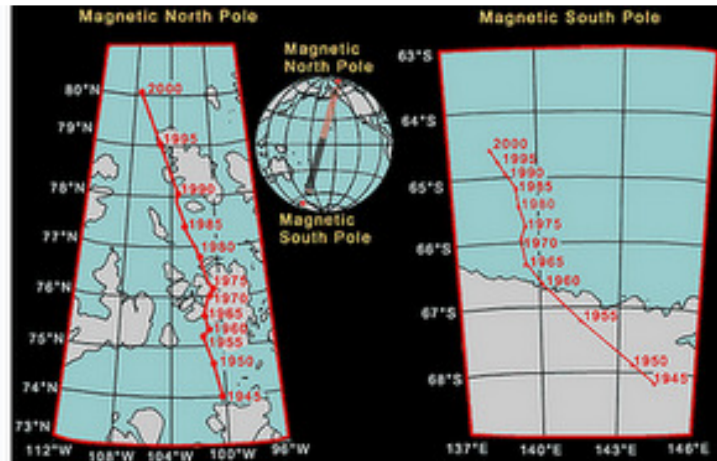 Magnetic North Pole
80°N
79°N
78°N
77°N
76°N
75°N
74°N
73°N
112°W
108°W
104°W
100°W
96°W
2000
1995
1990
1985
1980
1975
1970
1965
1960
1955
1950
1945
Magnetic
North Pole
Magnetic
South Pole
Magnetic South Pole
63°S
64°S
65°S
66°S
67°S
68°S
137°E
140°E
143°E
146°E
2000
1995
1990
1985
1980
1975
1970
1965
1960
1955
1950
1945